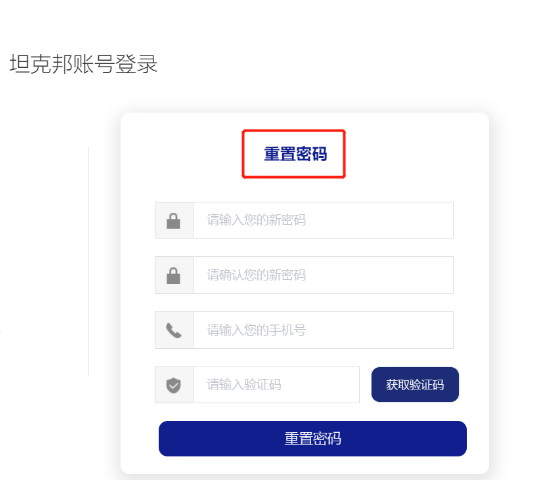 坦克邦账号登录
重置密码
请输入您的新密码
请确认您的新密码
请输入您的手机号
请输入验证码 获取验证码
重置密码